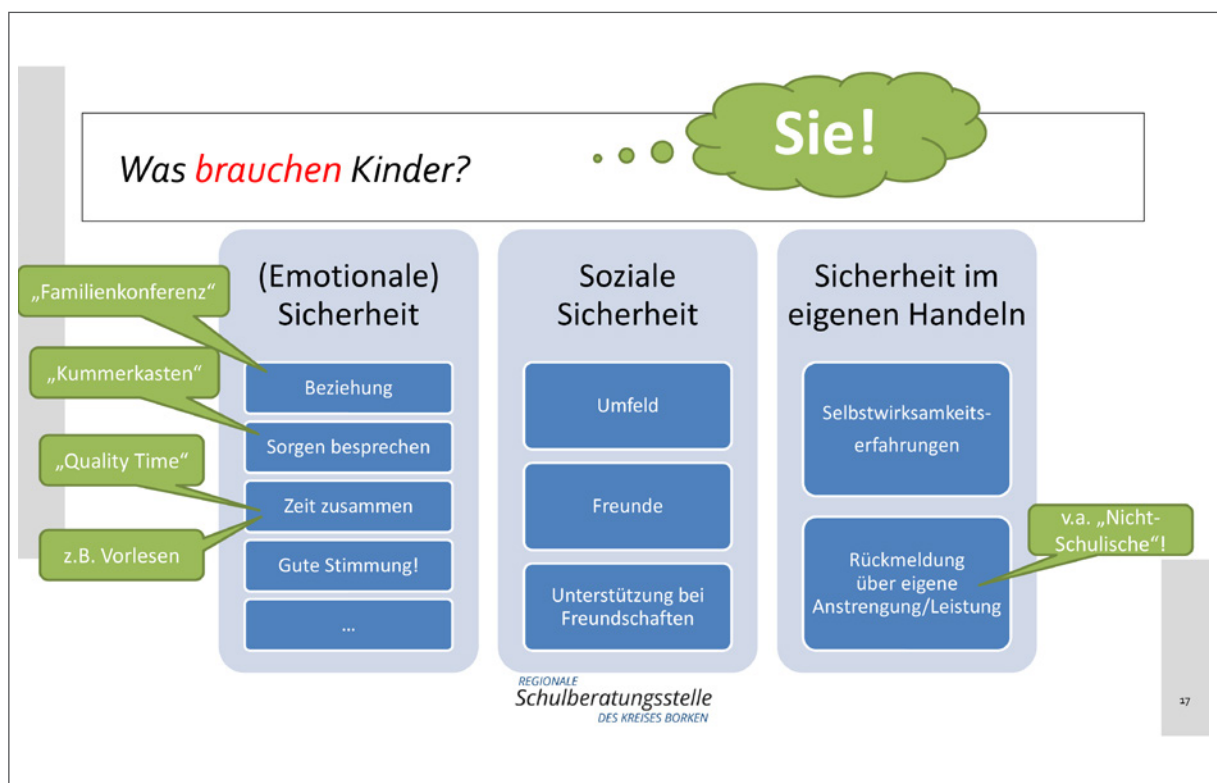 Sie!
Was brauchen Kinder?
(Emotionale)
Sicherheit
„Familienkonferenz“
Beziehung
„Kummerkasten“
Sorgen besprechen
„Quality Time“
Zeit zusammen
z.B. Vorlesen
Gute Stimmung!
...
Soziale
Sicherheit
Umfeld
Freunde
Unterstützung bei
Freundschaften
Sicherheit im
eigenen Handeln
Selbstwirksamkeits-
erfahrungen
v.a. „Nicht-
Schulische“!
Rückmeldung
über eigene
Anstrengung/Leistung
REGIONALE
Schulberatungsstelle
DES KREISES BORKEN
17